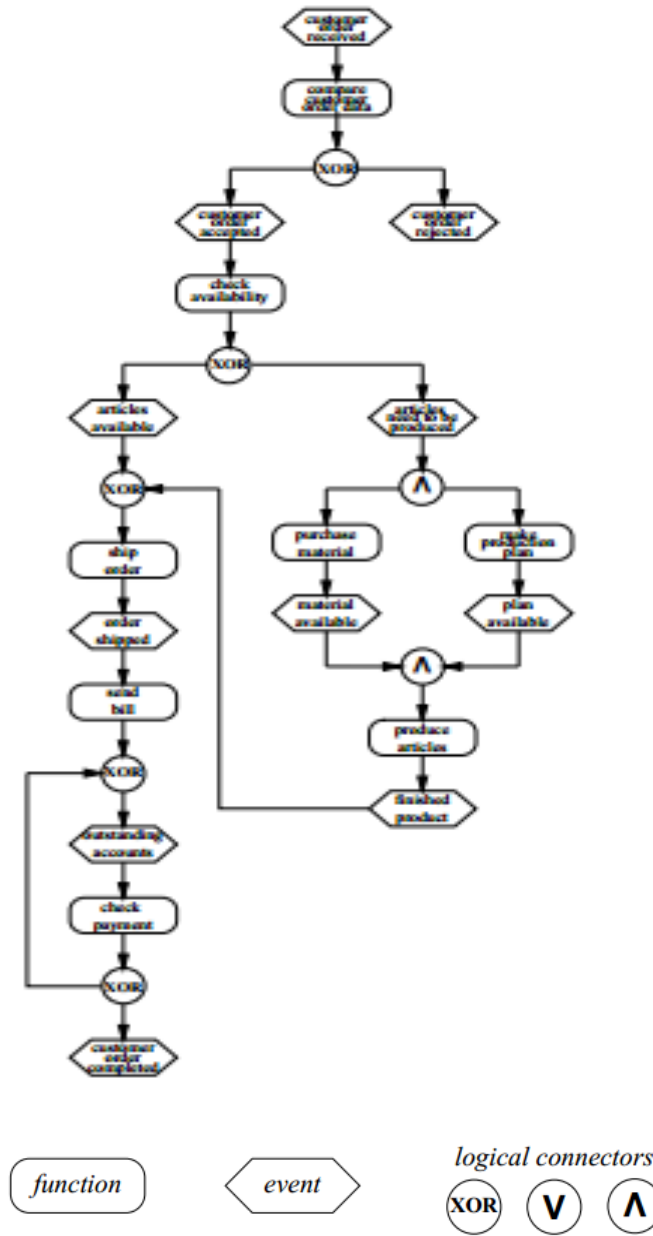 customer
order
received
compare
customer
order data
XOR
customer
order
accepted
customer
order
rejected
check
availability
XOR
articles
available
articles
need to be
produced
XOR
Λ
purchase
material
make
production
plan
ship
order
material
available
plan
available
order
shipped
Λ
send
bill
produce
articles
XOR
finished
product
outstanding
accounts
check
payment
XOR
customer
order
completed
logical connectors
function
event
XOR
V
Λ